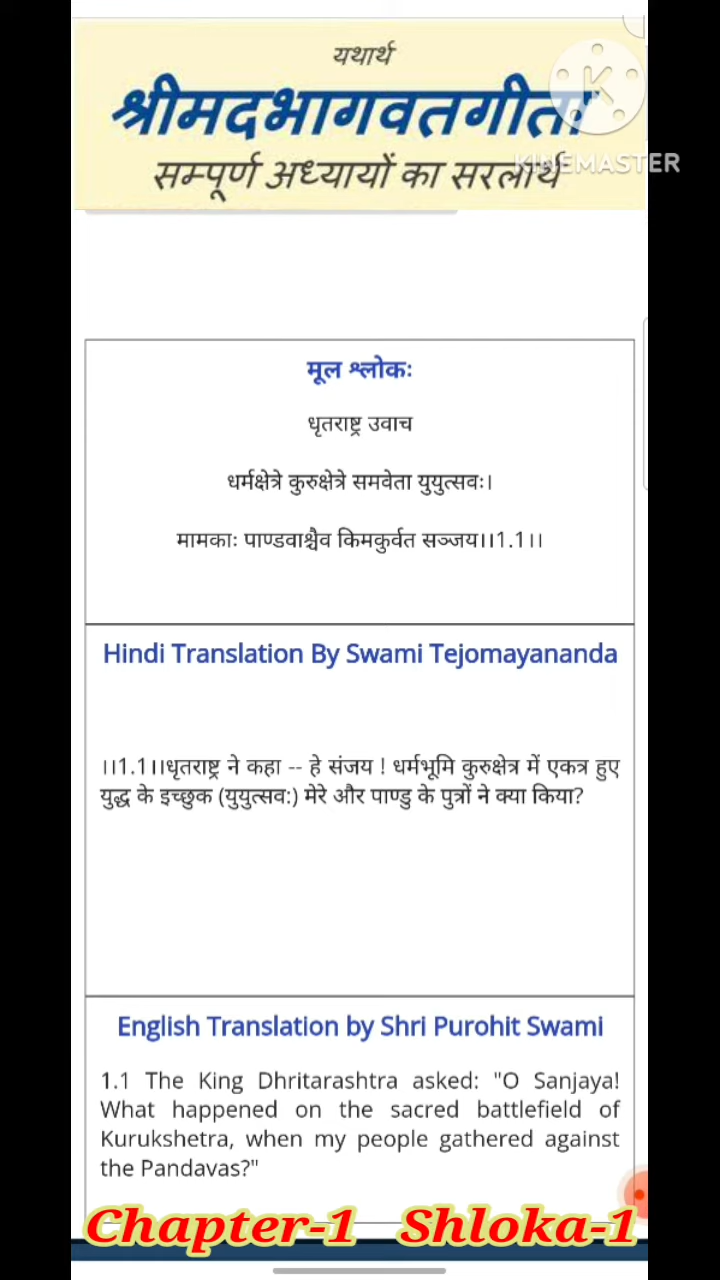 यथार्थ
श्रीमदभागवतगीता
सम्पूर्ण अध्यायों का सरलार्थ
K
KINEMASTER
मूल श्लोकः
धृतराष्ट्र उवाच
धर्मक्षेत्रे कुरुक्षेत्रे समवेता युयुत्सवः।
मामकाः पाण्डवाश्चैव किमकुर्वत सञ्जय।।1.1।।
Hindi Translation By Swami Tejomayananda
।।1.1।।धृतराष्ट्र ने कहा -- हे संजय ! धर्मभूमि कुरुक्षेत्र में एकत्र हुए
युद्ध के इच्छुक (युयुत्सव:) मेरे और पाण्डु के पुत्रों ने क्या किया?
English Translation by Shri Purohit Swami
1.1 The King Dhritarashtra asked: "O Sanjaya!
What happened on the sacred battlefield of
Kurukshetra, when my people gathered against
the Pandavas?"
Chapter-1 Shloka-1